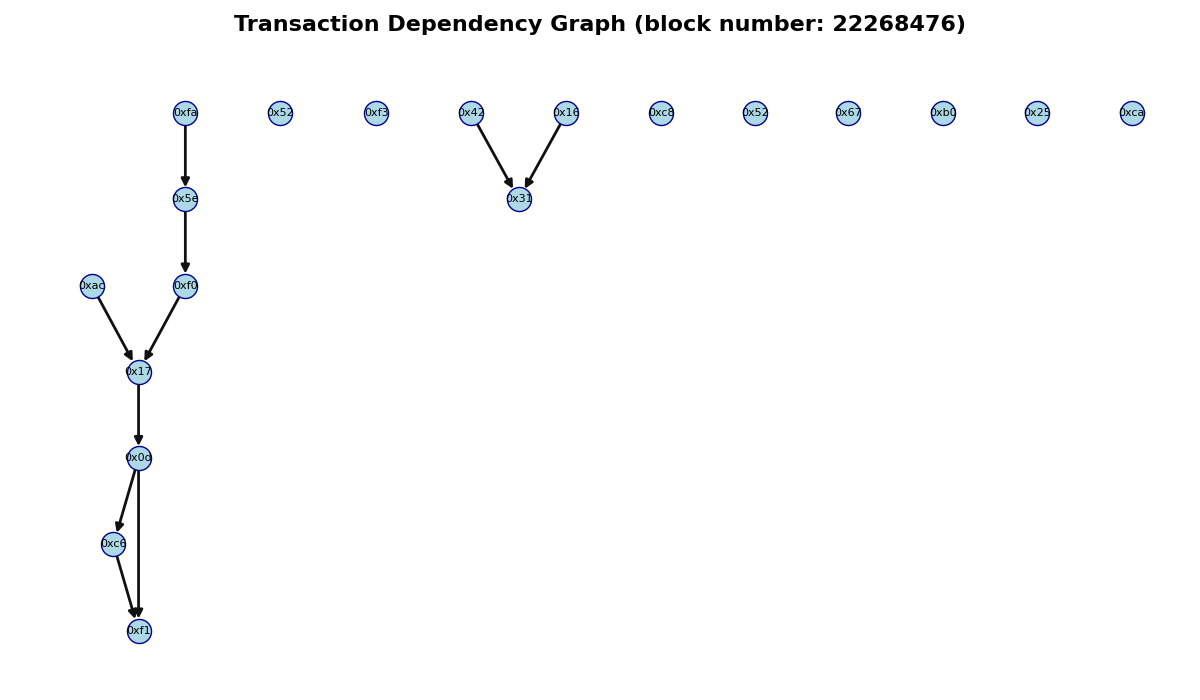 Transaction Dependency Graph (block number: 22268476)
0xfa 0x52 0xf3 0x42 0x16 0xc8 0x52 0x67 0xb0 0x25 0xca
0x5e 0x31
0xac 0xf0
0x17
0xc6
0xf1